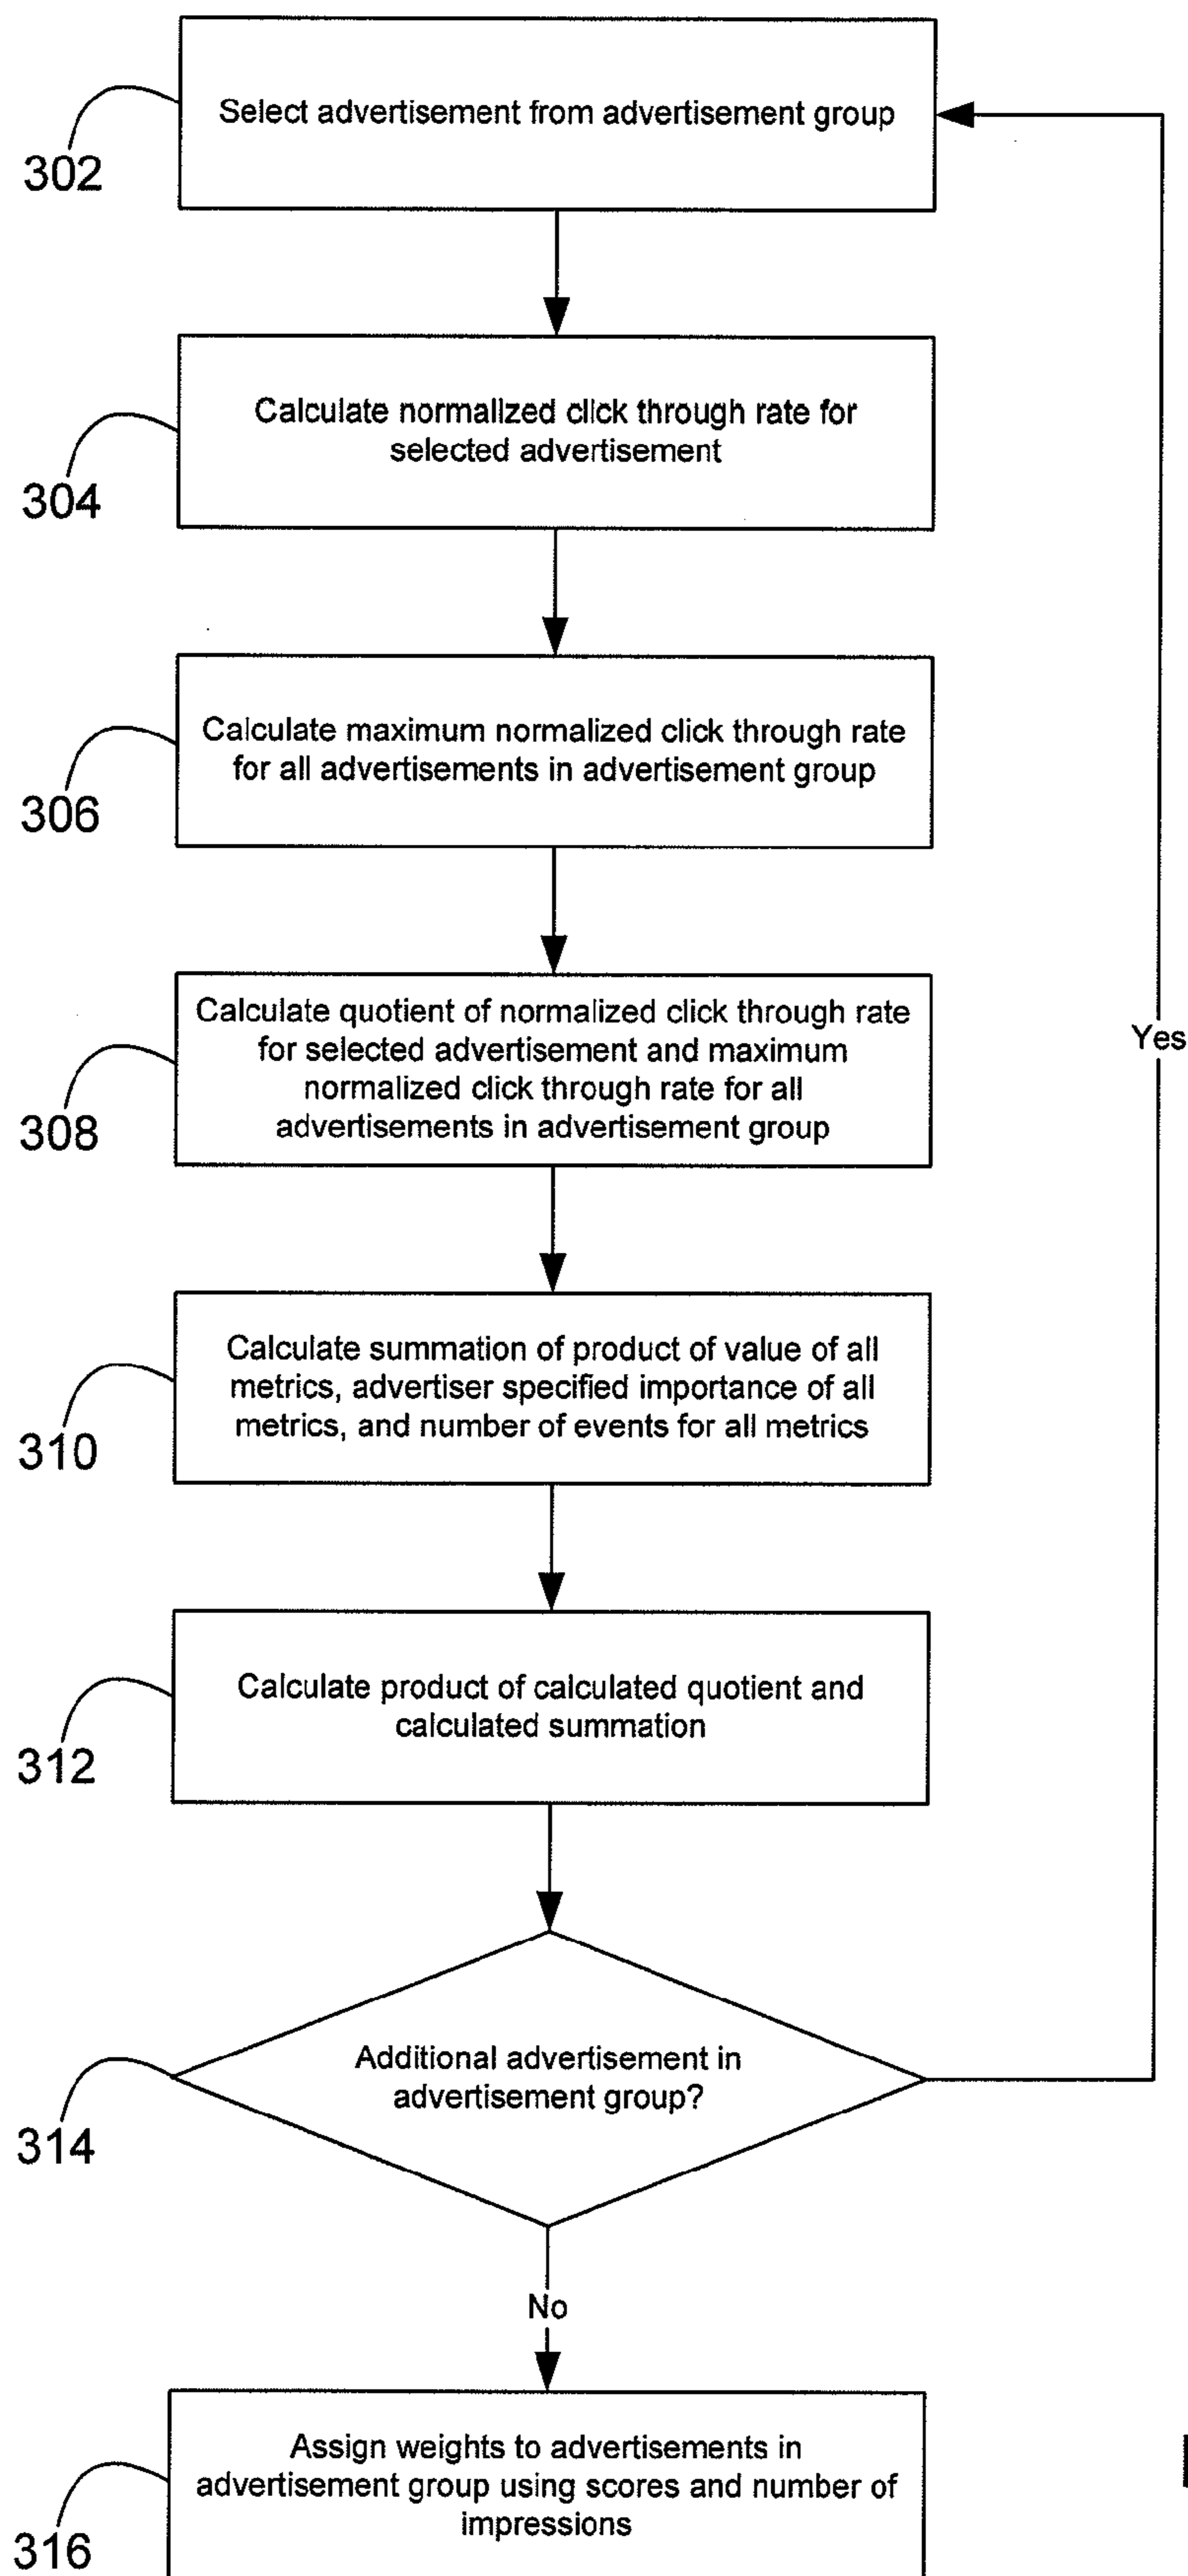 Select advertisement from advertisement group
302
Calculate normalized click through rate for
selected advertisement
304
Calculate maximum normalized click through rate
for all advertisements in advertisement group
306
Calculate quotient of normalized click through rate
for selected advertisement and maximum
normalized click through rate for all
advertisements in advertisement group
308
Yes
Calculate summation of product of value of all
metrics, advertiser specified importance of all
metrics, and number of events for all metrics
310
Calculate product of calculated quotient and
calculated summation
312
Additional advertisement in
advertisement group?
314
No
Assign weights to advertisements in
advertisement group using scores and number of
impressions
316